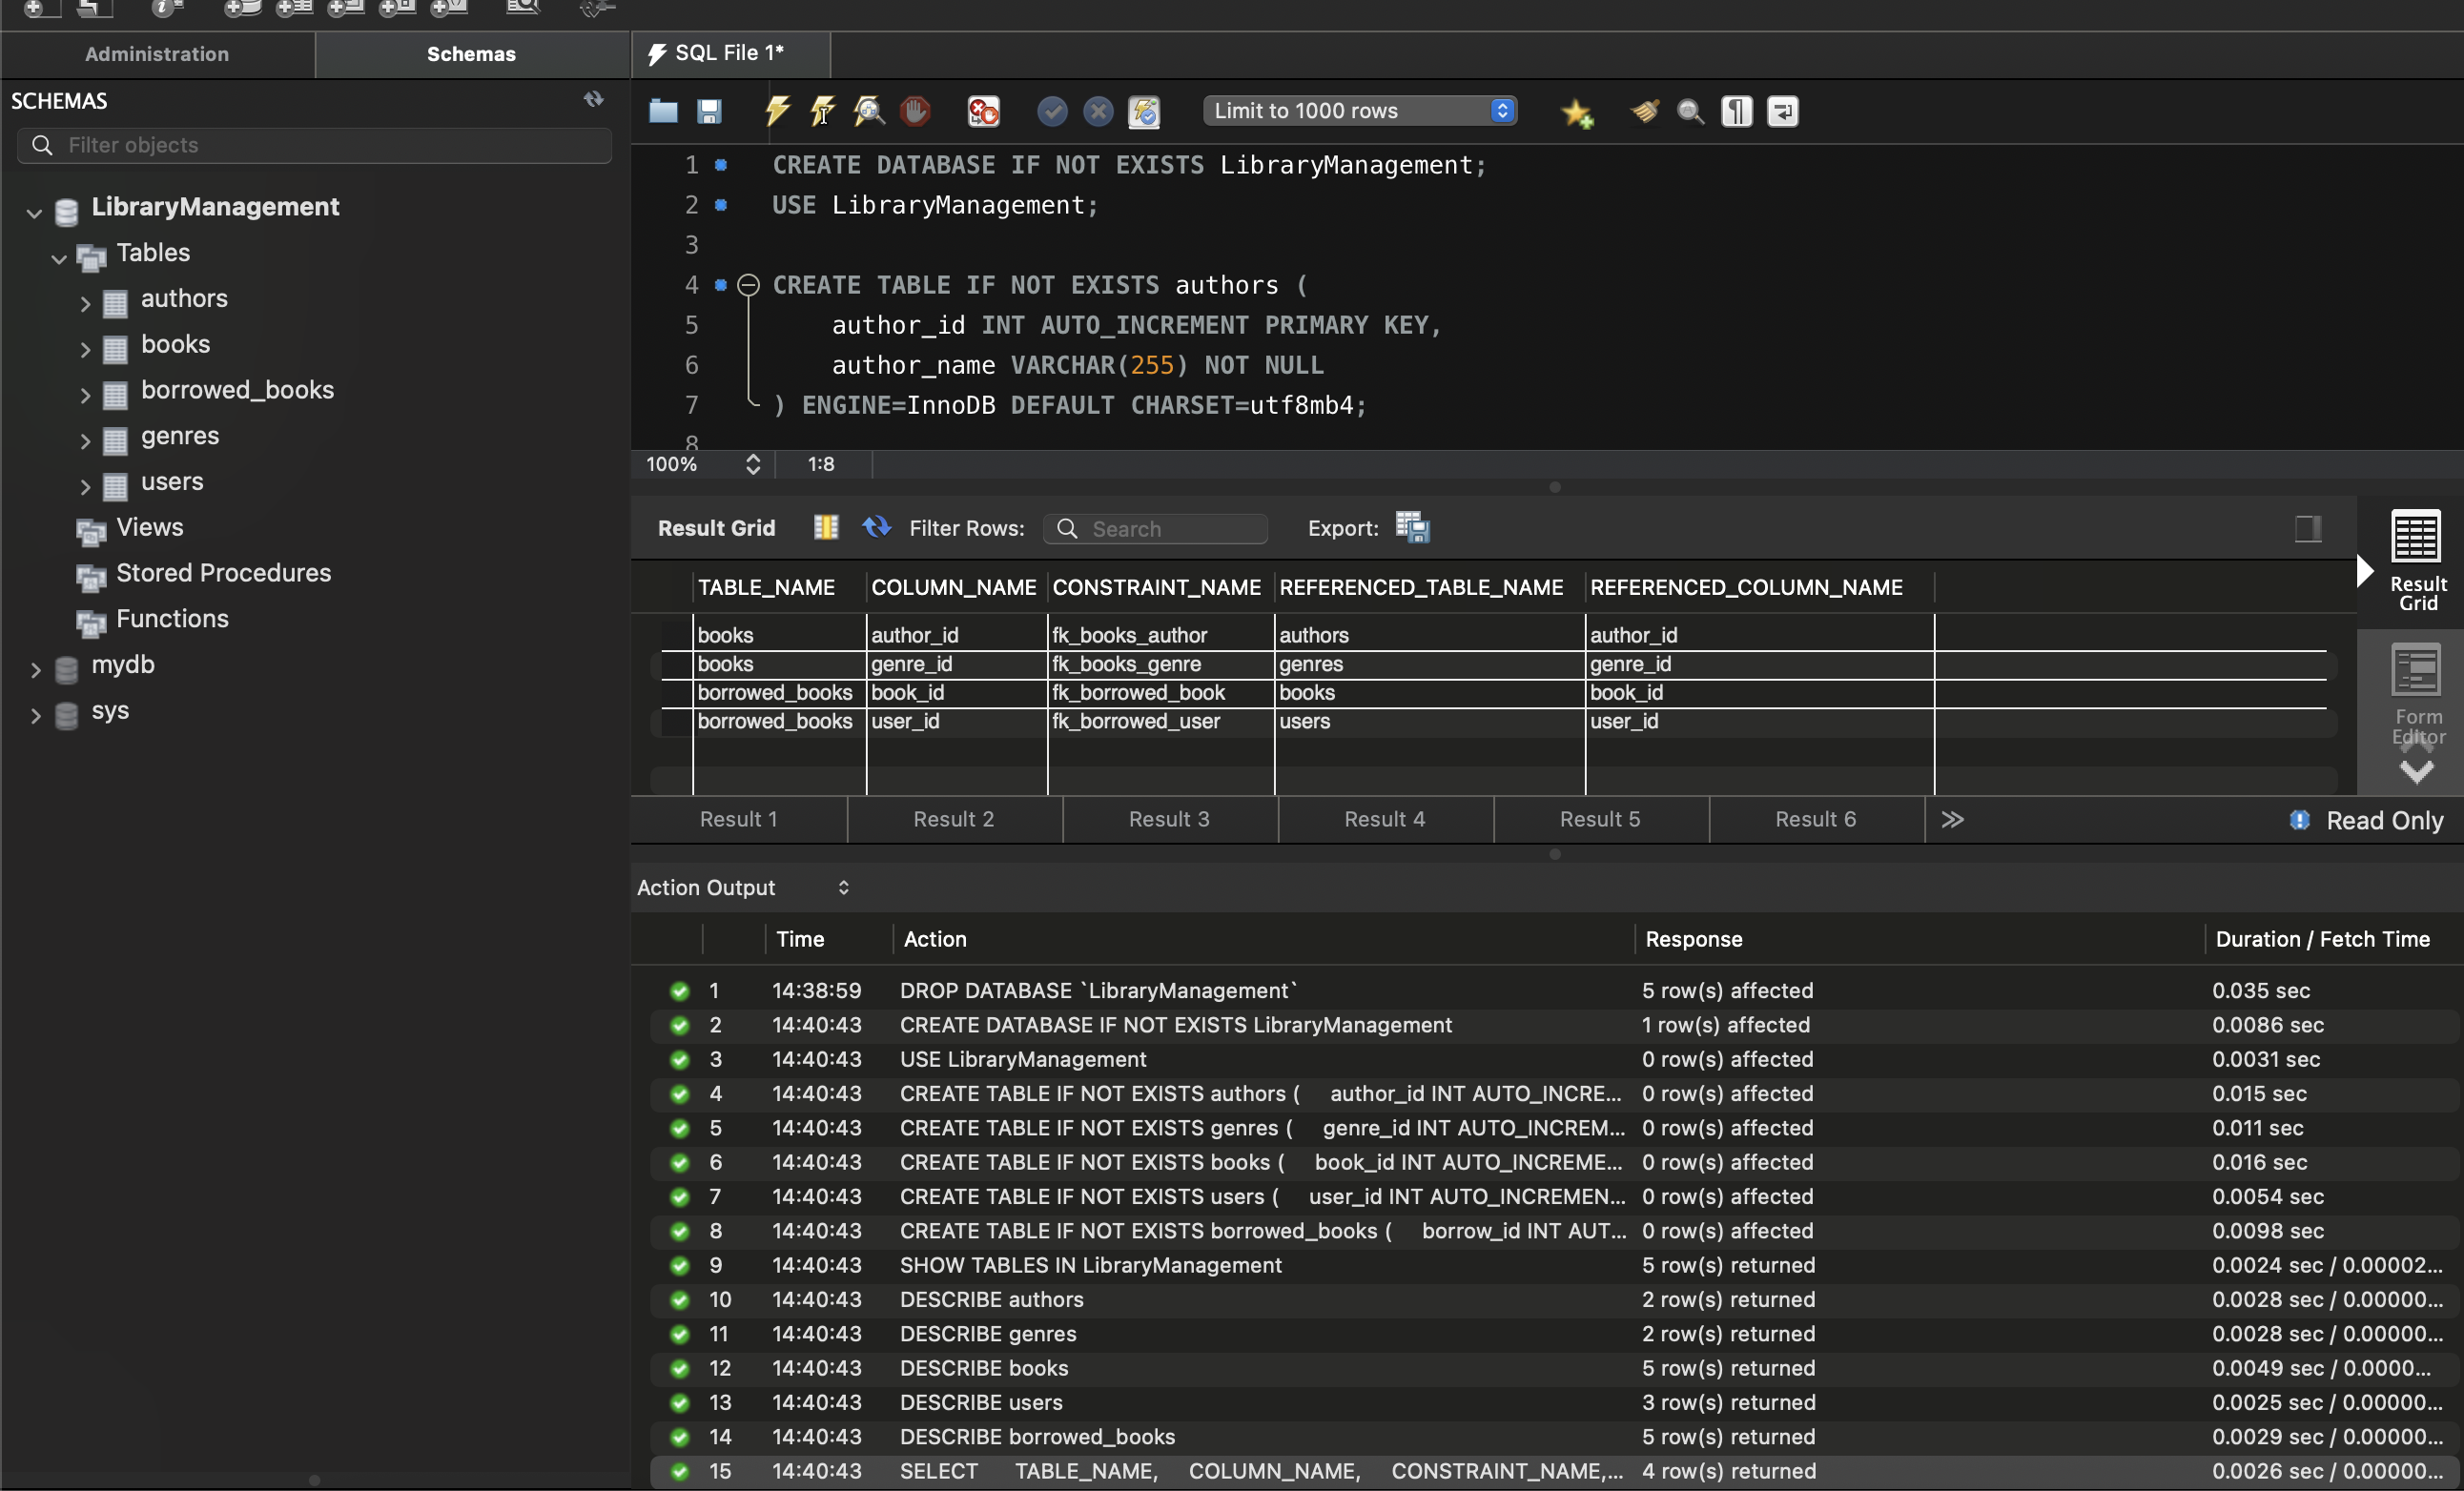 Administration
Schemas
SQL File 1*
SCHEMAS
Filter objects
LibraryManagement
Tables
authors
books
borrowed_books
genres
users
Views
Stored Procedures
Functions
mydb
sys
Limit to 1000 rows
1 CREATE DATABASE IF NOT EXISTS LibraryManagement;
2 USE LibraryManagement;
3
4 CREATE TABLE IF NOT EXISTS authors (
5 author_id INT AUTO_INCREMENT PRIMARY KEY,
6 author_name VARCHAR(255) NOT NULL
7 ) ENGINE=InnoDB DEFAULT CHARSET=utf8mb4;
8
100% 1:8
Result Grid Filter Rows: Search Export:
TABLE_NAME COLUMN_NAME CONSTRAINT_NAME REFERENCED_TABLE_NAME REFERENCED_COLUMN_NAME
books author_id fk_books_author authors author_id
books genre_id fk_books_genre genres genre_id
borrowed_books book_id fk_borrowed_book books book_id
borrowed_books user_id fk_borrowed_user users user_id
Result
Grid
Form
Editor
Result 1 Result 2 Result 3 Result 4 Result 5 Result 6 Read Only
Action Output
Time Action Response Duration / Fetch Time
1 14:38:59 DROP DATABASE `LibraryManagement` 5 row(s) affected 0.035 sec
2 14:40:43 CREATE DATABASE IF NOT EXISTS LibraryManagement 1 row(s) affected 0.0086 sec
3 14:40:43 USE LibraryManagement 0 row(s) affected 0.0031 sec
4 14:40:43 CREATE TABLE IF NOT EXISTS authors ( author_id INT AUTO_INCRE... 0 row(s) affected 0.015 sec
5 14:40:43 CREATE TABLE IF NOT EXISTS genres ( genre_id INT AUTO_INCREM... 0 row(s) affected 0.011 sec
6 14:40:43 CREATE TABLE IF NOT EXISTS books ( book_id INT AUTO_INCREME... 0 row(s) affected 0.016 sec
7 14:40:43 CREATE TABLE IF NOT EXISTS users ( user_id INT AUTO_INCREMEN... 0 row(s) affected 0.0054 sec
8 14:40:43 CREATE TABLE IF NOT EXISTS borrowed_books ( borrow_id INT AUT... 0 row(s) affected 0.0098 sec
9 14:40:43 SHOW TABLES IN LibraryManagement 5 row(s) returned 0.0024 sec / 0.00002...
10 14:40:43 DESCRIBE authors 2 row(s) returned 0.0028 sec / 0.00000...
11 14:40:43 DESCRIBE genres 2 row(s) returned 0.0028 sec / 0.00000...
12 14:40:43 DESCRIBE books 5 row(s) returned 0.0049 sec / 0.0000...
13 14:40:43 DESCRIBE users 3 row(s) returned 0.0025 sec / 0.00000...
14 14:40:43 DESCRIBE borrowed_books 5 row(s) returned 0.0029 sec / 0.00000...
15 14:40:43 SELECT TABLE_NAME, COLUMN_NAME, CONSTRAINT_NAME,... 4 row(s) returned 0.0026 sec / 0.00000...